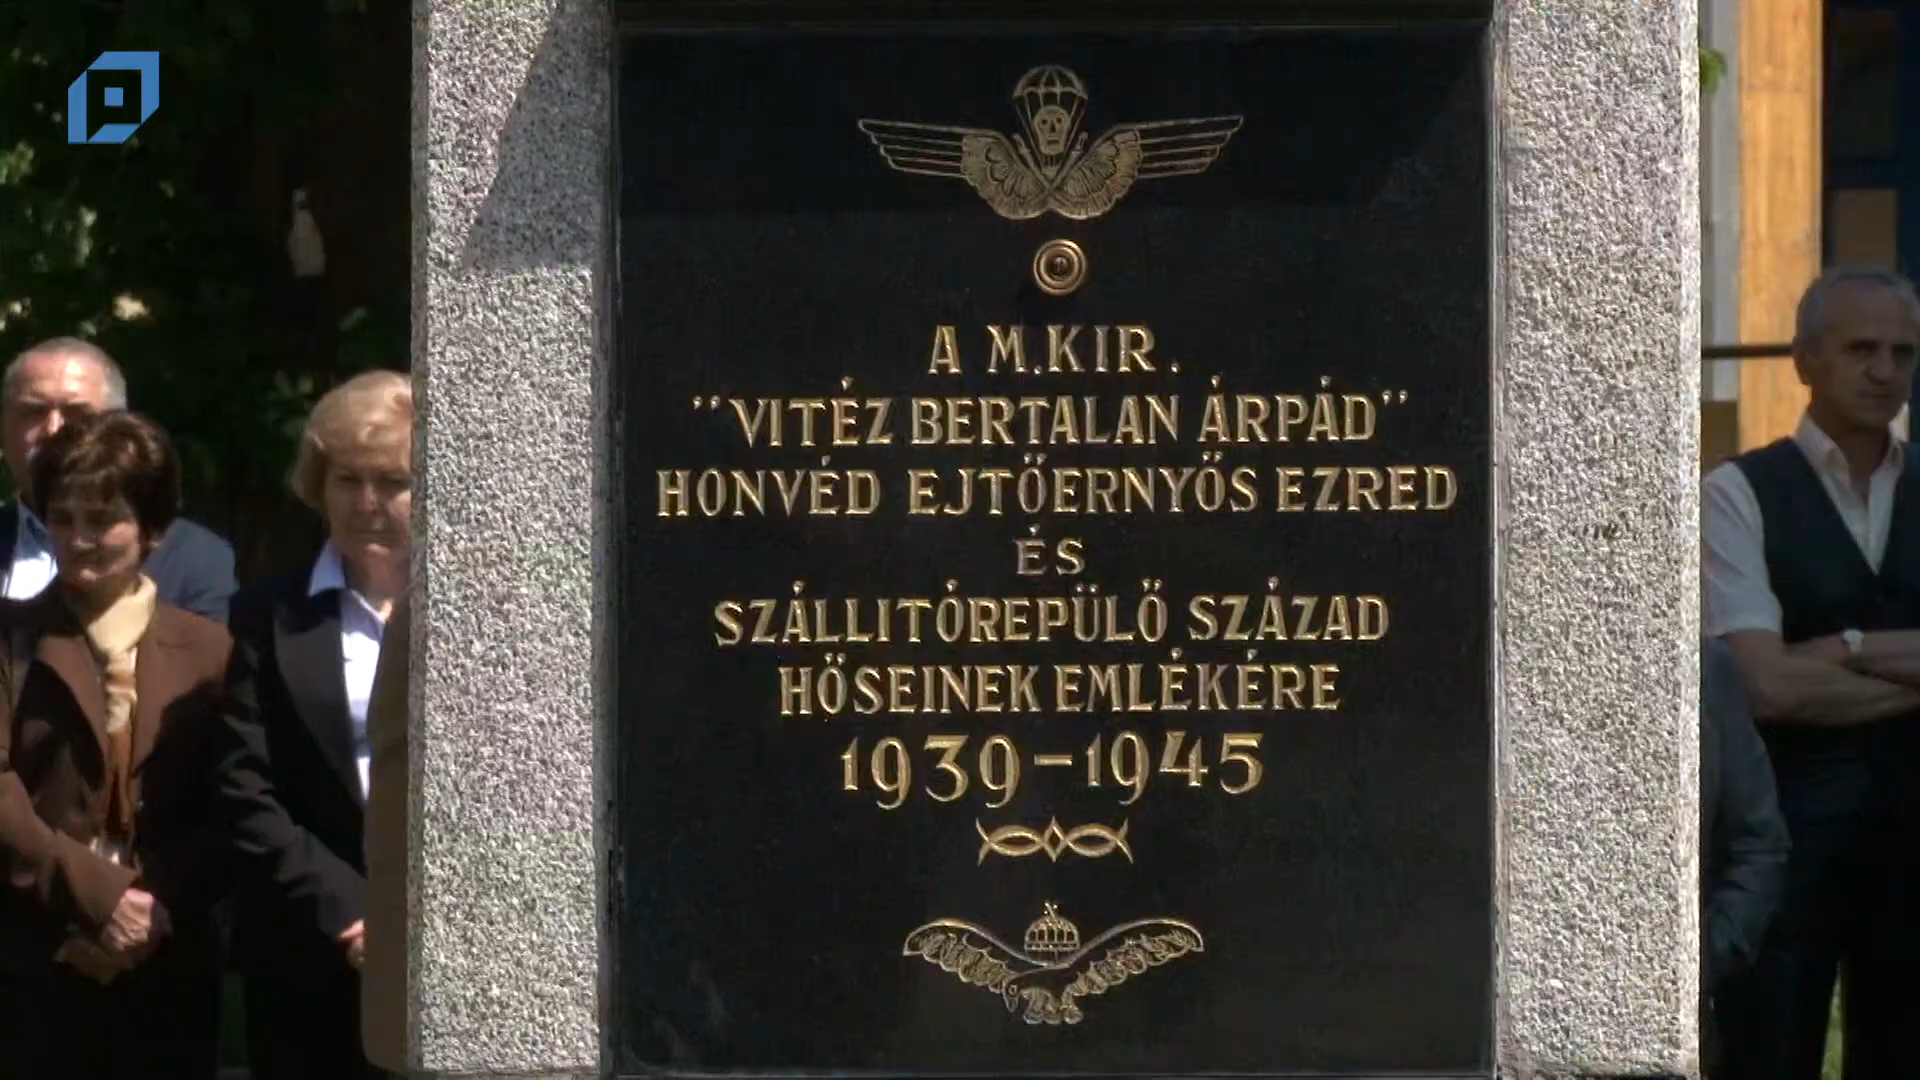 A M.KIR.
"VITÉZ BERTALAN ÁRPÁD"
HONVÉD EJTŐERNYŐS EZRED
ÉS
SZÁLLITÓREPÜLŐ SZÁZAD
HŐSEINEK EMLÉKÉRE
1939-1945